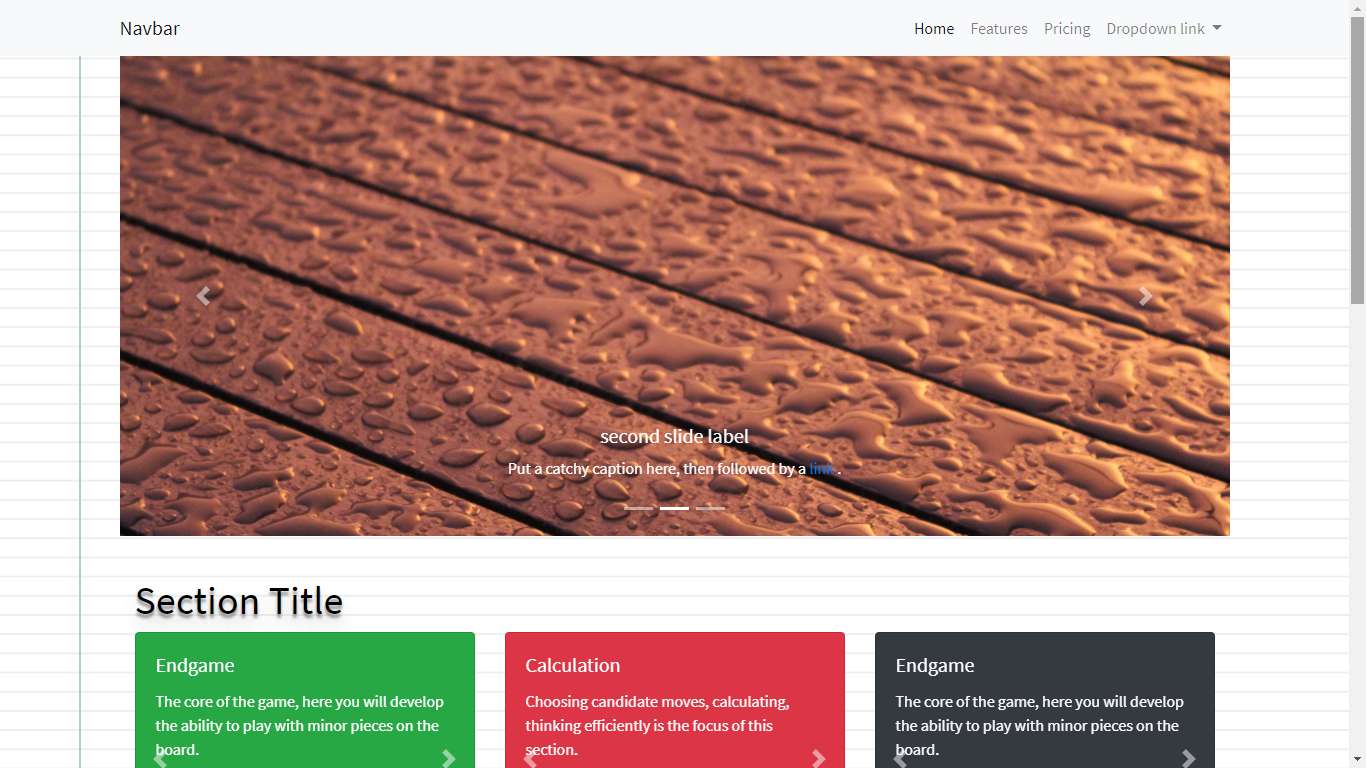 Navbar
Home Features Pricing Dropdown link
second slide label
Put a catchy caption here, then followed by a link .
Section Title
Endgame
The core of the game, here you will develop
the ability to play with minor pieces on the
board.
Calculation
Choosing candidate moves, calculating,
thinking efficiently is the focus of this
section.
Endgame
The core of the game, here you will develop
the ability to play with minor pieces on the
board.